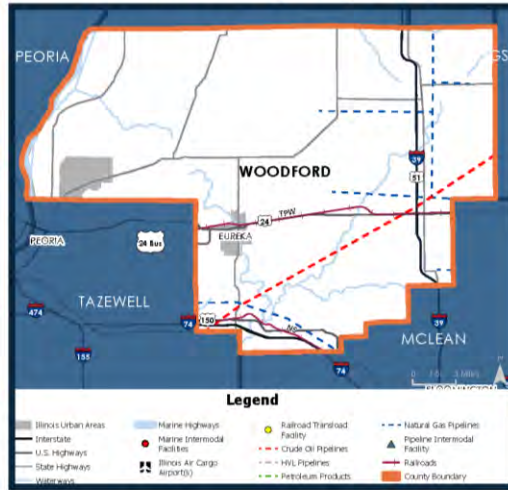 PEORIA
GS
WOODFORD
39
51
24
TPW
PEORIA
24 Bus
EUREKA
TAZEWELL
474
74
150
NS
155
74
39
MCLEAN
Legend
Illinois Urban Areas
Interstate
U.S. Highways
State Highways
Waterways
Marine Highways
Marine Intermodal
Facilities
Illinois Air Cargo
Airport(s)
Railroad Transload
Facility
Crude Oil Pipelines
HVL Pipelines
Petroleum Products
Natural Gas Pipelines
Pipeline Intermodal
Facility
Railroads
County Boundary